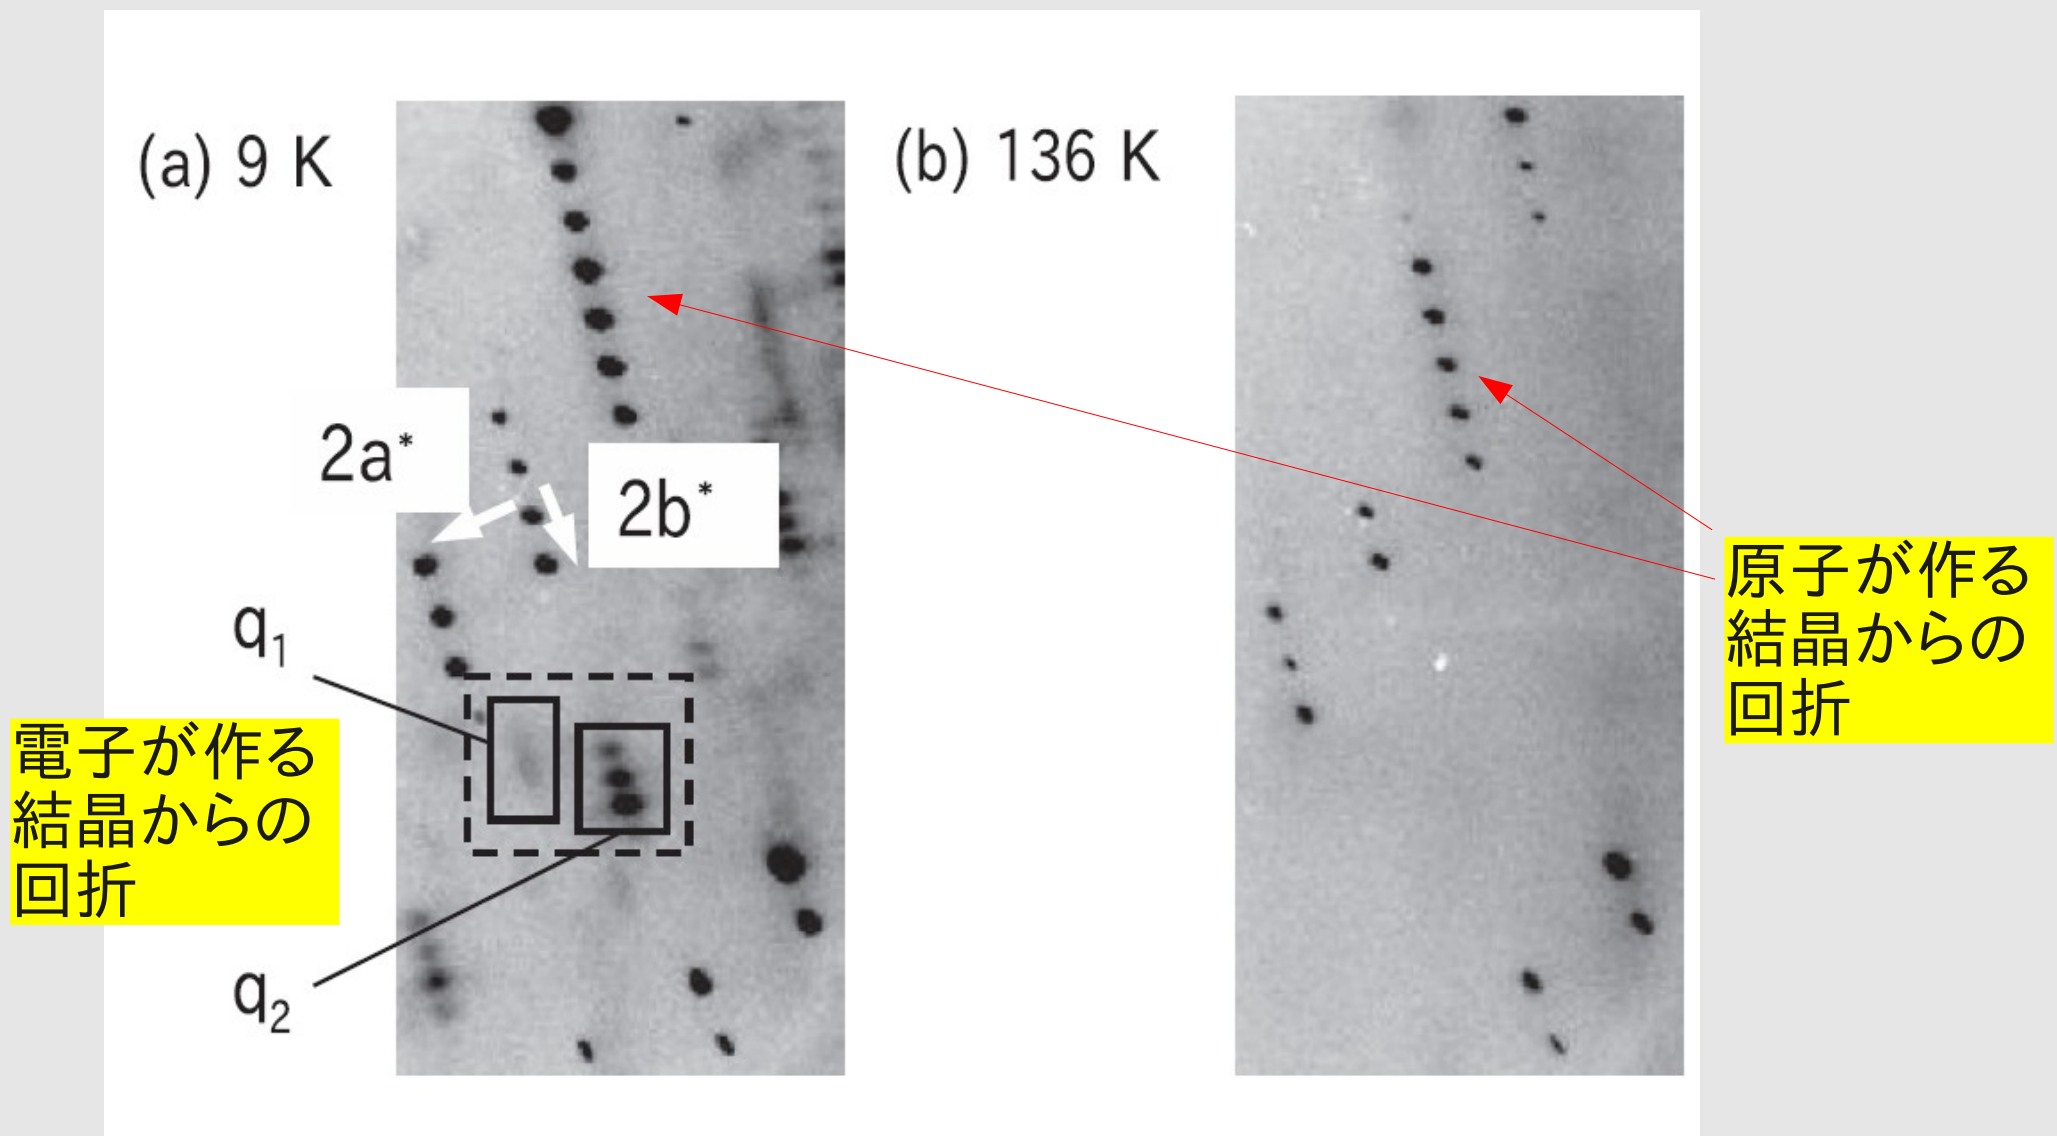 (a) 9 K
(b) 136 K
2a*
2b*
q1
q2
電子が作る
結晶からの
回折
原子が作る
結晶からの
回折